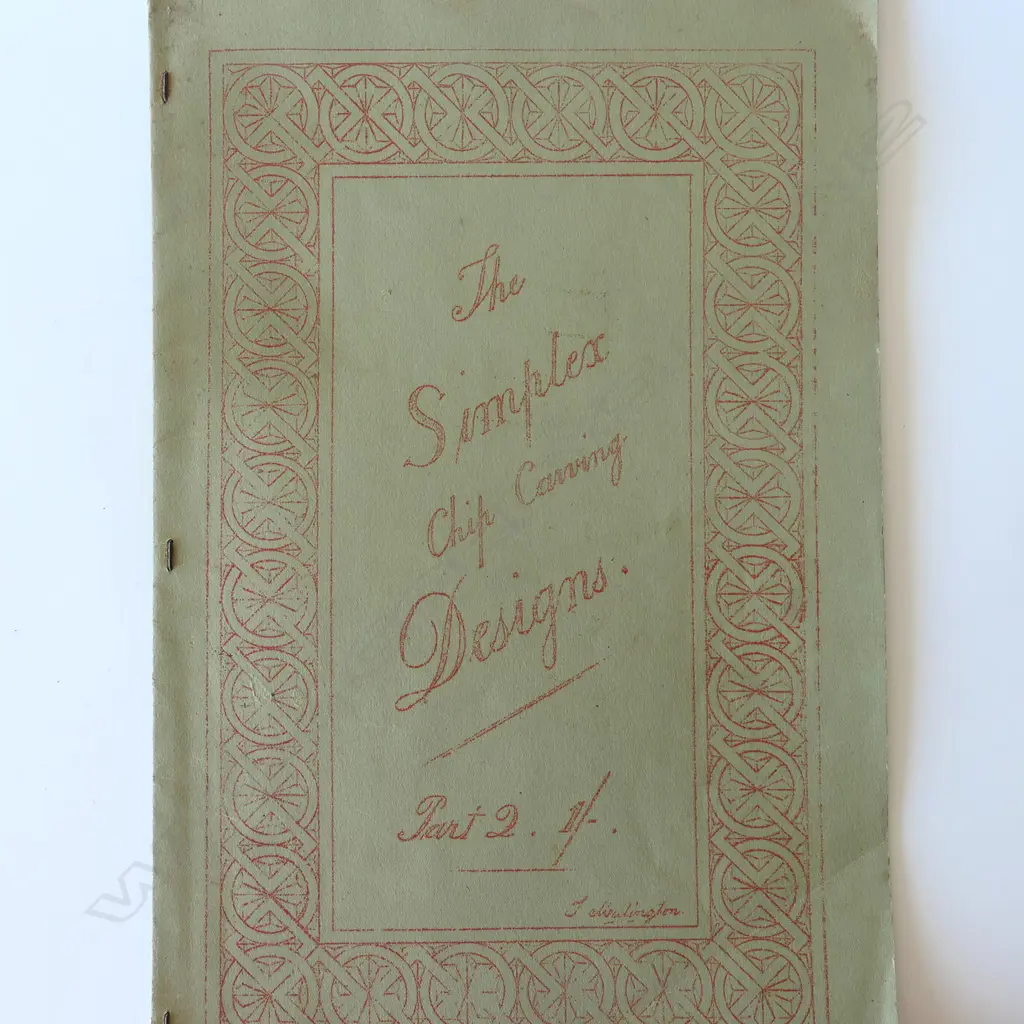 The
Simplex
Chip Carving
Designs.
Part 2. 1/-.